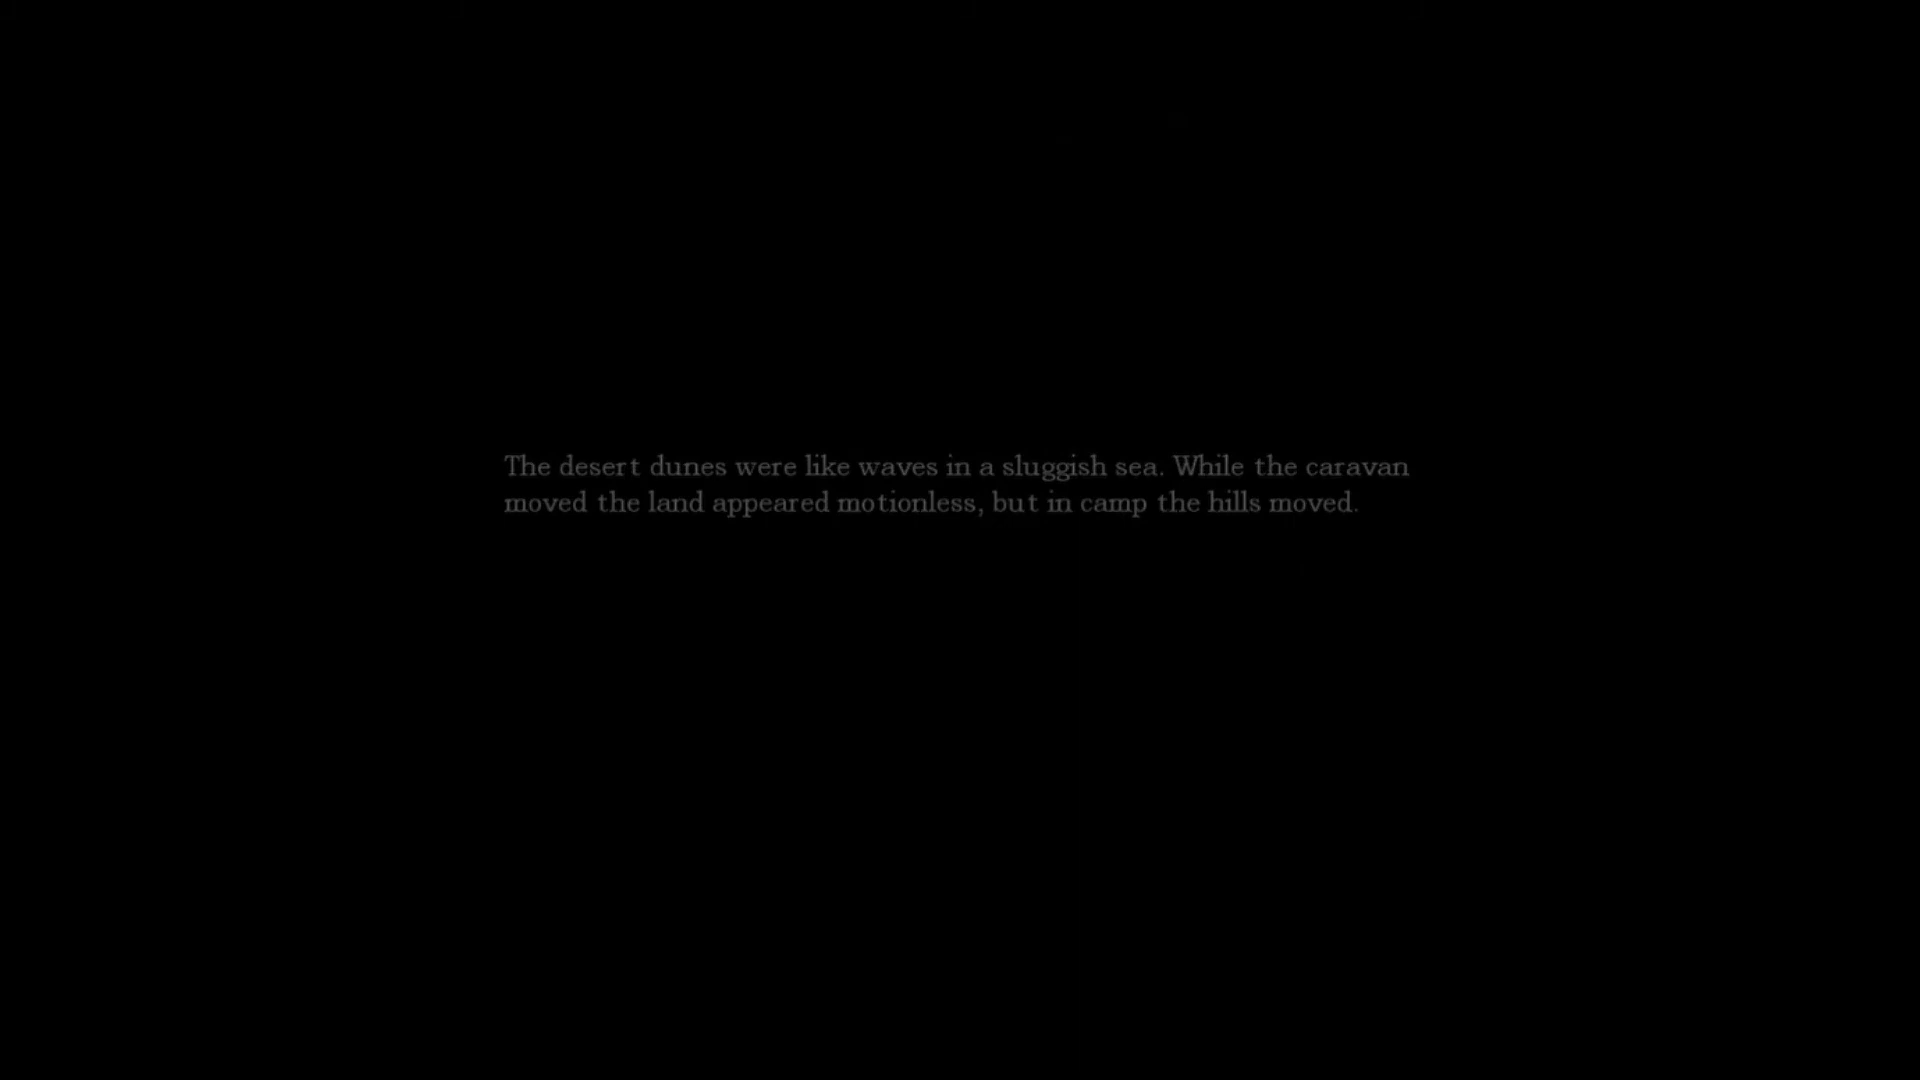 The desert dunes were like waves in a sluggish sea. While the caravan
moved the land appeared motionless, but in camp the hills moved.